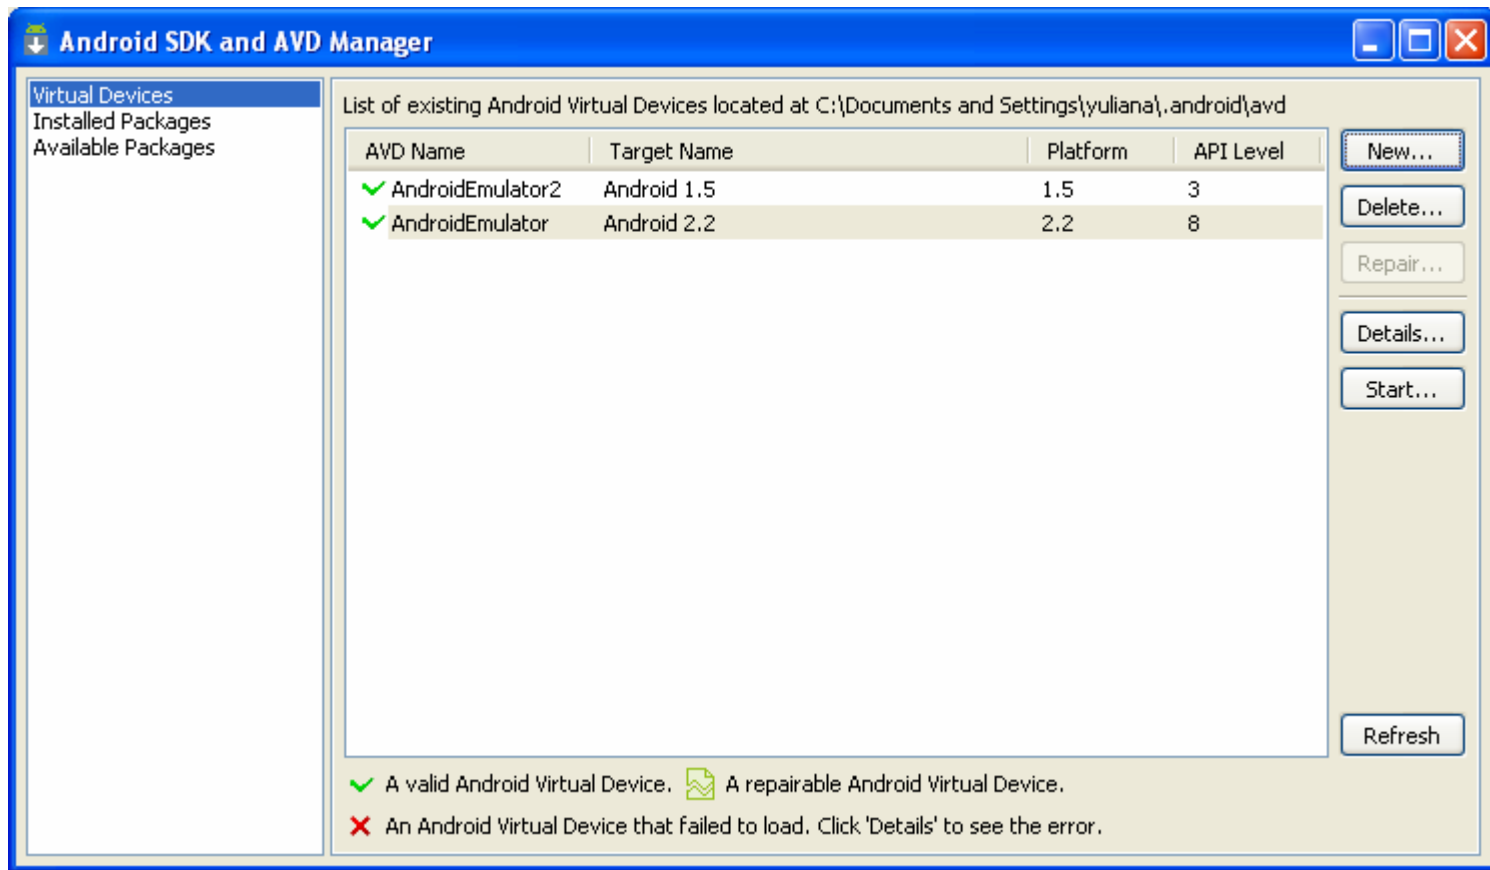 Android SDK and AVD Manager
Virtual Devices
Installed Packages
Available Packages
List of existing Android Virtual Devices located at C:\Documents and Settings\yuliana\.android\avd
AVD Name Target Name Platform API Level
AndroidEmulator2 Android 1.5 1.5 3
AndroidEmulator Android 2.2 2.2 8
New...
Delete...
Repair...
Details...
Start...
Refresh
A valid Android Virtual Device. A repairable Android Virtual Device.
An Android Virtual Device that failed to load. Click 'Details' to see the error.